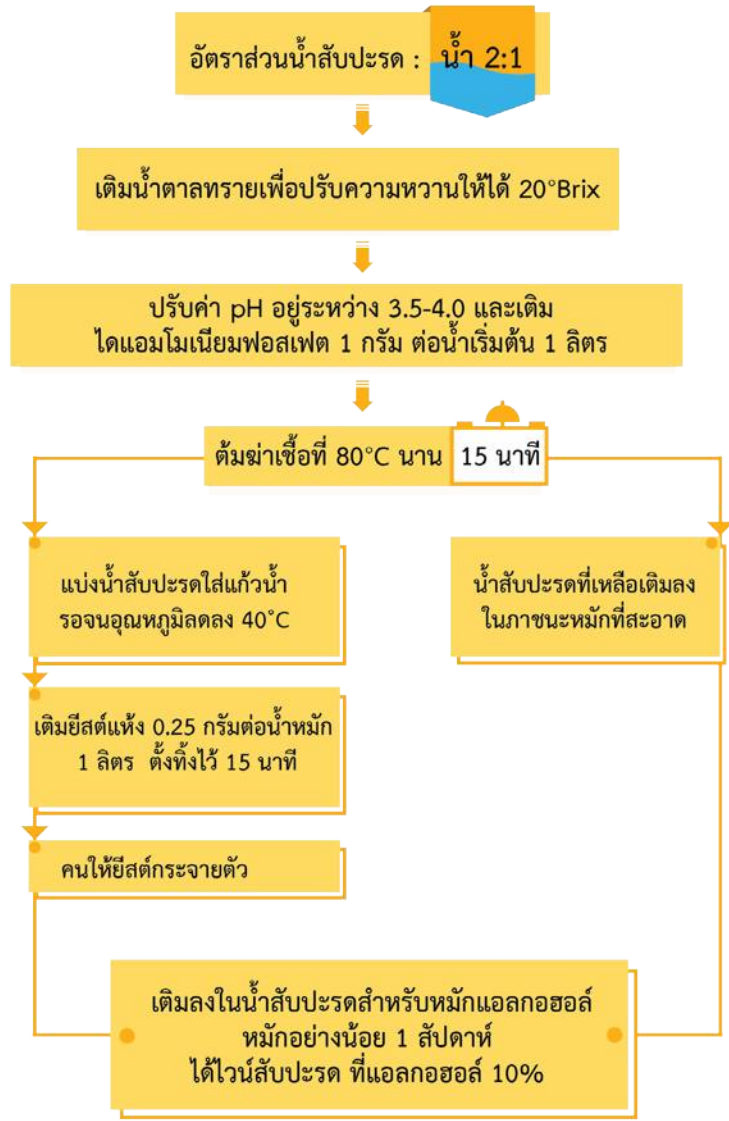 อัตราส่วนน้ำสับปะรด : น้ำ 2:1
เติมน้ำตาลทรายเพื่อปรับความหวานให้ได้ 20°Brix
ปรับค่า pH อยู่ระหว่าง 3.5-4.0 และเติม
ไดแอมโมเนียมฟอสเฟต 1 กรัม ต่อน้ำเริ่มต้น 1 ลิตร
ต้มฆ่าเชื้อที่ 80°C นาน 15 นาที
แบ่งน้ำสับปะรดใส่แก้วน้ำ
รอจนอุณหภูมิลดลง 40˚C
น้ำสับปะรดที่เหลือเติมลง
ในภาชนะหมักที่สะอาด
เติมยีสต์แห้ง 0.25 กรัมต่อน้ำหมัก
1 ลิตร ตั้งทิ้งไว้ 15 นาที
คนให้ยีสต์กระจายตัว
เติมลงในน้ำสับปะรดสำหรับหมักแอลกอฮอล์
หมักอย่างน้อย 1 สัปดาห์
ได้ไวน์สับปะรด ที่แอลกอฮอล์ 10%